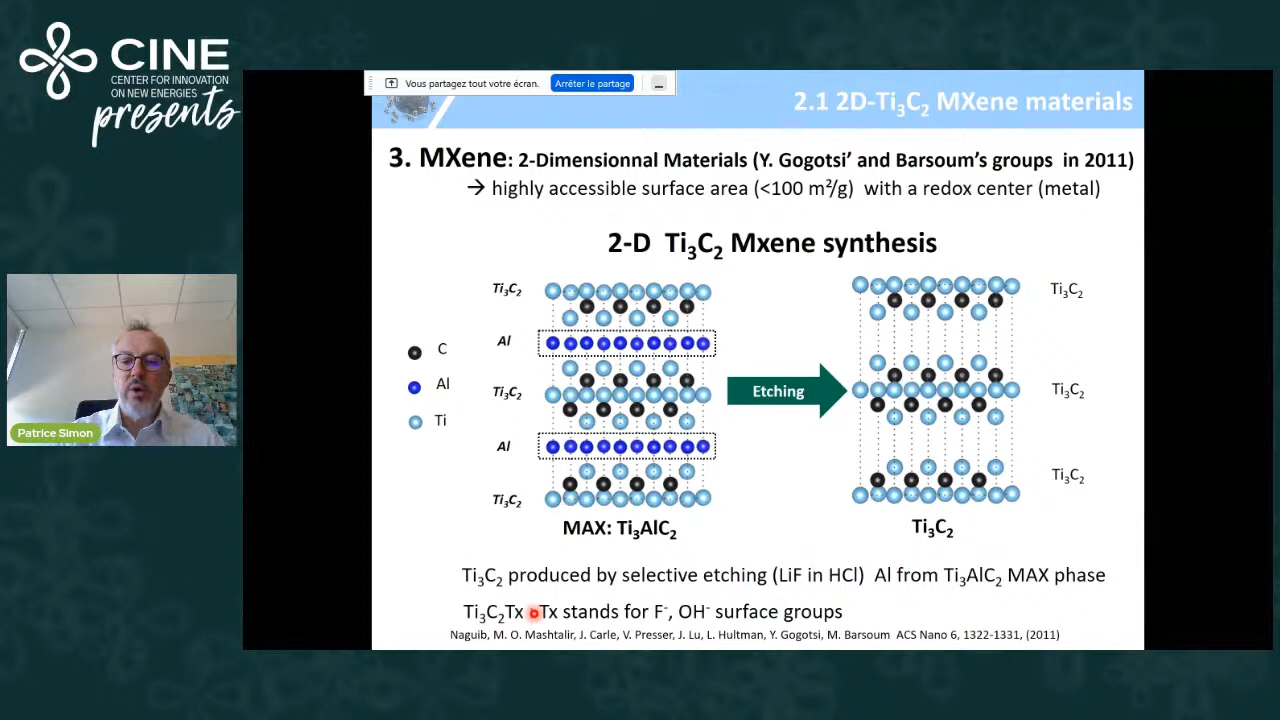 CINE
CENTER FOR INNOVATION
ON NEW ENERGIES
presents
Vous partagez tout votre écran. Arrêter le partage
2.1 2D-Ti₃C₂ MXene materials
3. MXene: 2-Dimensionnal Materials (Y. Gogotsi' and Barsoum's groups in 2011)
→ highly accessible surface area (<100 m²/g) with a redox center (metal)
2-D Ti₃C₂ Mxene synthesis
Ti₃C₂
Al
Ti₃C₂
Al
Ti₃C₂
C
Al
Ti
MAX: Ti₃AlC₂
Etching
Ti₃C₂
Ti₃C₂
Ti₃C₂
Ti₃C₂
Ti₃C₂ produced by selective etching (LiF in HCl) Al from Ti₃AlC₂ MAX phase
Ti₃C₂Tx Tx stands for F⁻, OH⁻ surface groups
Naguib, M. O. Mashtalir, J. Carle, V. Presser, J. Lu, L. Hultman, Y. Gogotsi, M. Barsoum ACS Nano 6, 1322-1331, (2011)
Patrice Simon